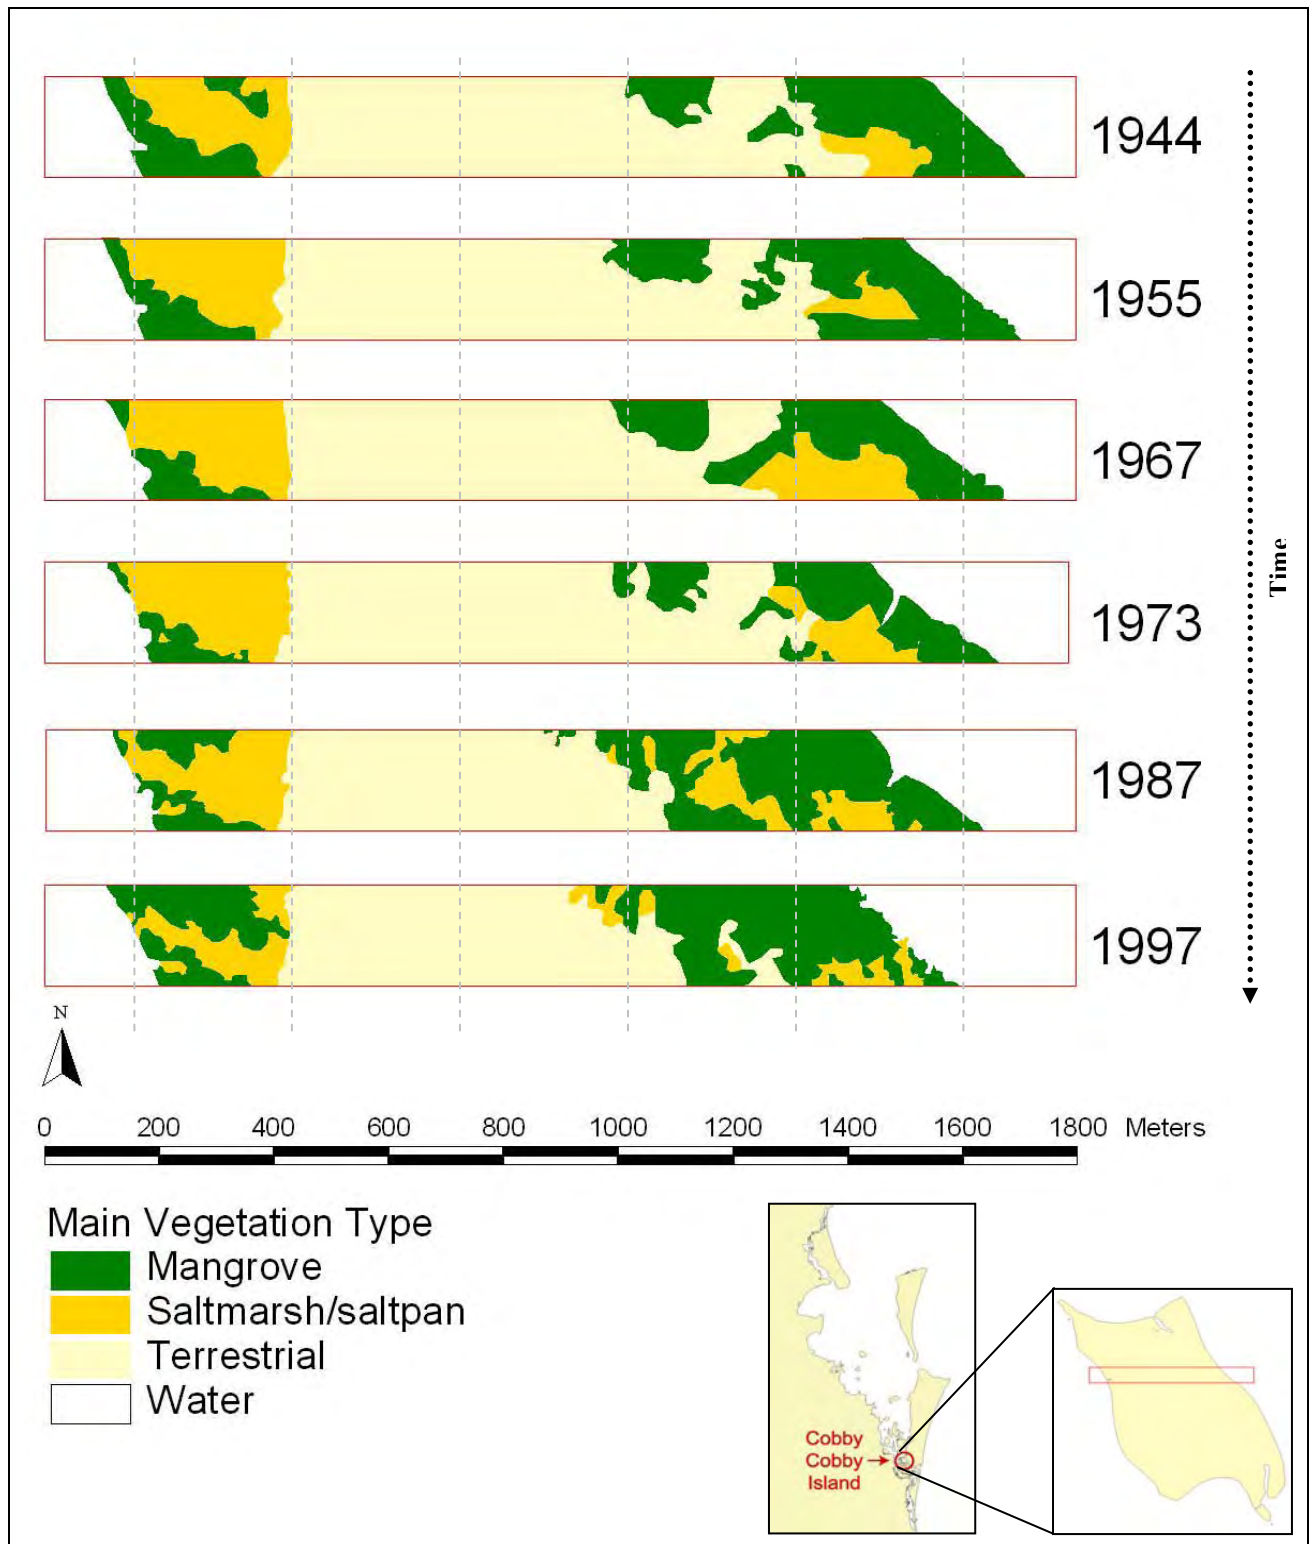 1944
1955
1967
Time
1973
1987
1997
N
0 200 400 600 800 1000 1200 1400 1600 1800 Meters
Main Vegetation Type
Mangrove
Saltmarsh/saltpan
Terrestrial
Water
Cobby
Cobby
Island